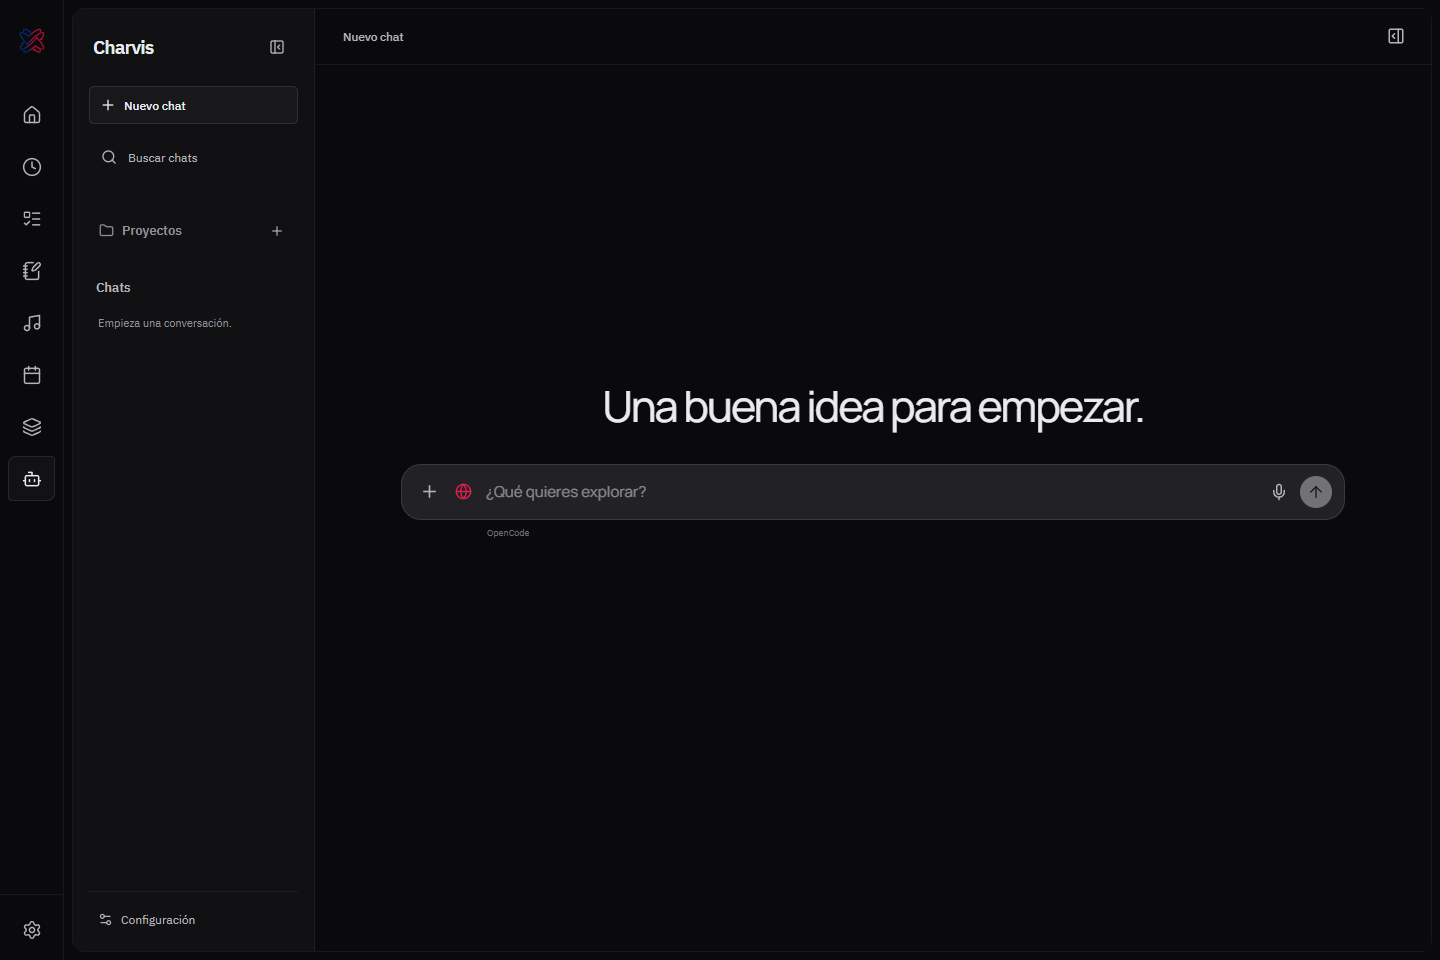 Charvis
Nuevo chat
Buscar chats
Proyectos
Chats
Empieza una conversación.
Configuración
Nuevo chat
Una buena idea para empezar.
¿Qué quieres explorar?
OpenCode